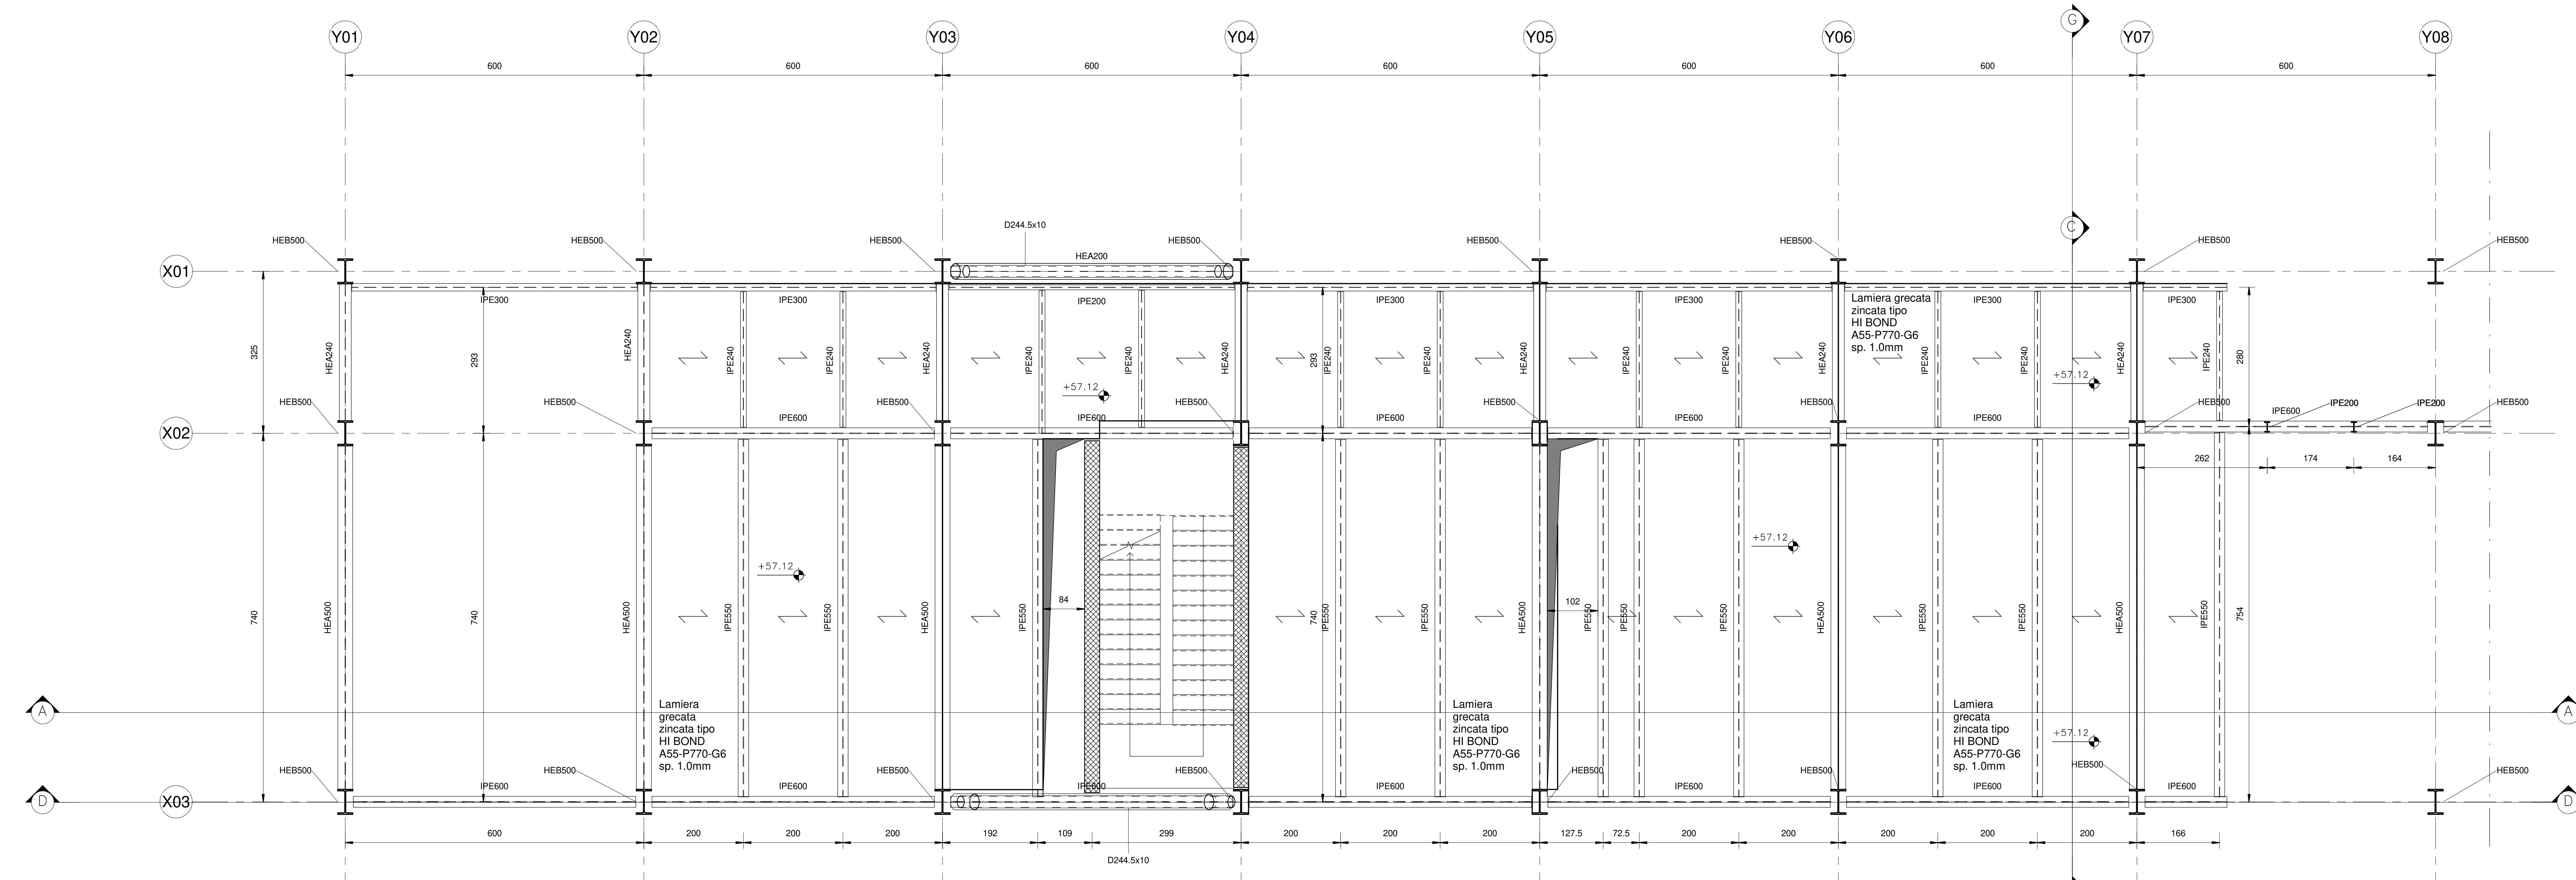 Y01 Y02 Y03 Y04 Y05 Y06 G Y07 Y08
600 600 600 600 600 600 600
D244.5x10
C
HEB500 HEB500 HEB500 HEB500 HEB500 HEB500 HEB500 HEB500
HEA200
X01
IPE300 IPE300 IPE200 IPE300 IPE300 IPE300 IPE300
Lamiera grecata
zincata tipo
HI BOND
A55-P770-G6
sp. 1.0mm
325 HEA240 293 HEA240 IPE240 IPE240 HEA240 IPE240 IPE240 HEA240 293 IPE240 IPE240 HEA240 IPE240 IPE240 HEA240 IPE240 IPE240 HEA240 IPE240 280
+57.12 +57.12
HEB500 HEB500 HEB500 HEB500 HEB500 HEB500 HEB500 IPE200 IPE200 HEB500
IPE600 IPE600 IPE600 IPE600 IPE600 IPE600
X02
262 174 164
+57.12 +57.12
84 102
740 HEA500 740 HEA500 IPE550 IPE550 HEA500 IPE550 740 IPE550 IPE550 HEA500 IPE550 IPE550 IPE550 IPE550 HEA500 IPE550 IPE550 HEA500 IPE550 754
A A
Lamiera
grecata
zincata tipo
HI BOND
A55-P770-G6
sp. 1.0mm
Lamiera
grecata
zincata tipo
HI BOND
A55-P770-G6
sp. 1.0mm
Lamiera
grecata
zincata tipo
HI BOND
A55-P770-G6
sp. 1.0mm
+57.12
HEB500 HEB500 HEB500 HEB500 HEB500 HEB500 HEB500 HEB500
IPE600 IPE600 IPE600 IPE600 IPE600 IPE600 IPE600
D X03 D
600 200 200 200 192 109 299 200 200 200 127.5 72.5 200 200 200 200 200 166
D244.5x10